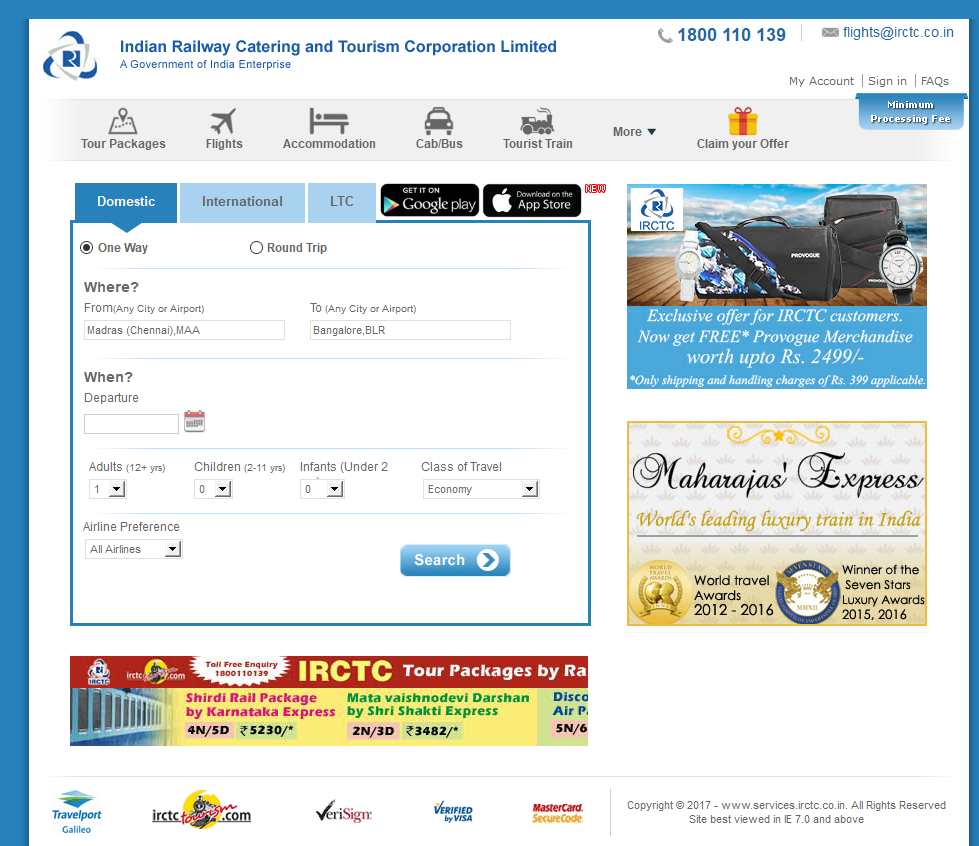 Indian Railway Catering and Tourism Corporation Limited
A Government of India Enterprise
1800 110 139
flights@irctc.co.in
My Account | Sign in | FAQs
Minimum
Processing Fee
Tour Packages
Flights
Accommodation
Cab/Bus
Tourist Train
More
Claim your Offer
Domestic
International
LTC
GET IT ON
Google play
Download on the
App Store
NEW
One Way
Round Trip
Where?
From(Any City or Airport)
To (Any City or Airport)
Madras (Chennai),MAA
Bangalore,BLR
When?
Departure
Adults (12+ yrs)
Children (2-11 yrs)
Infants (Under 2
Class of Travel
1
0
0
Economy
Airline Preference
All Airlines
Search
IRCTC
PROVOGUE
Exclusive offer for IRCTC customers.
Now get FREE* Provogue Merchandise
worth upto Rs. 2499/-
*Only shipping and handling charges of Rs. 399 applicable.
Maharajas' Express
World's leading luxury train in India
WORLD
TRAVEL
AWARDS
World travel
Awards
2012 - 2016
SEVEN STARS
MMXII
Winner of the
Seven Stars
Luxury Awards
2015, 2016
IRCTC
irctc tourism.com
Toll Free Enquiry
1800110139
IRCTC Tour Packages by Ra
Shirdi Rail Package
by Karnataka Express
4N/5D ₹5230/*
Mata vaishnodevi Darshan
by Shri Shakti Express
2N/3D ₹3482/*
Disco
Air P
5N/6
Travelport
Galileo
irctc tourism.com
VeriSign
VERIFIED
by VISA
MasterCard.
SecureCode
Copyright © 2017 - www.services.irctc.co.in. All Rights Reserved
Site best viewed in IE 7.0 and above